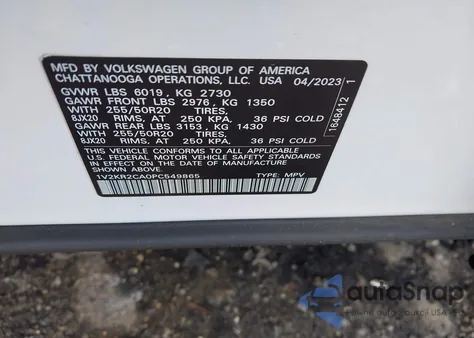 MFD BY VOLKSWAGEN GROUP OF AMERICA
CHATTANOOGA OPERATIONS, LLC. USA 04/2023
GVWR LBS 6019, KG 2730
GAWR FRONT LBS 2976, KG 1350
WITH 255/50R20 TIRES,
8JX20 RIMS, AT 250 KPA, 36 PSI COLD
GAWR REAR LBS 3153, KG 1430
WITH 255/50R20 TIRES,
8JX20 RIMS, AT 250 KPA, 36 PSI COLD
THIS VEHICLE CONFORMS TO ALL APPLICABLE
U.S. FEDERAL MOTOR VEHICLE SAFETY STANDARDS
IN EFFECT ON THE DATE OF MANUFACTURE
SHOWN ABOVE.
1V2KR2CA0PC549865 TYPE: MPV
1648412 1
autoSnap